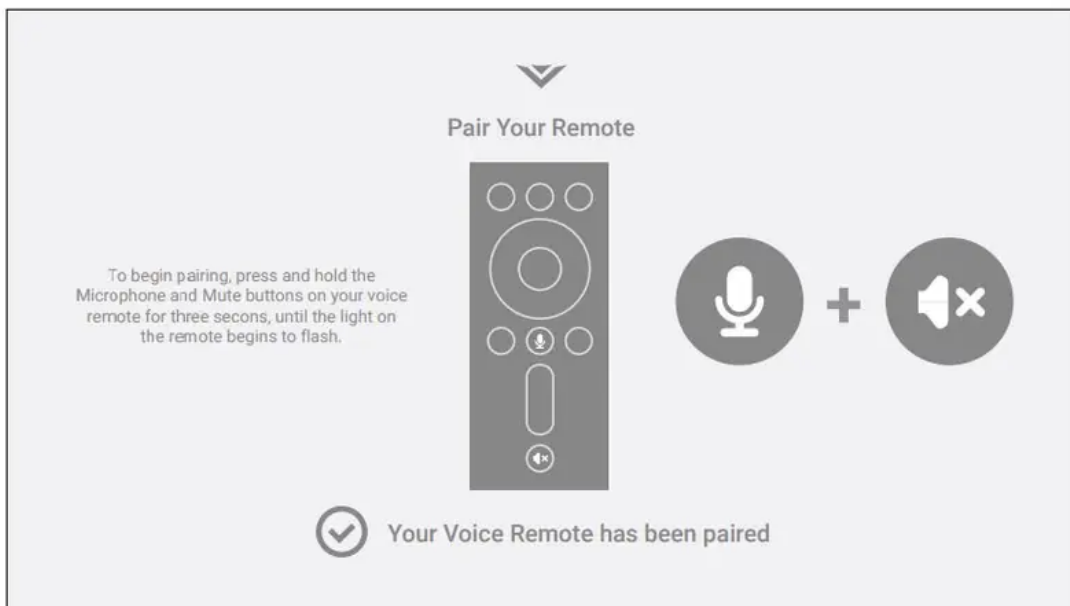 Pair Your Remote
To begin pairing, press and hold the
Microphone and Mute buttons on your voice
remote for three secons, until the light on
the remote begins to flash.
Your Voice Remote has been paired